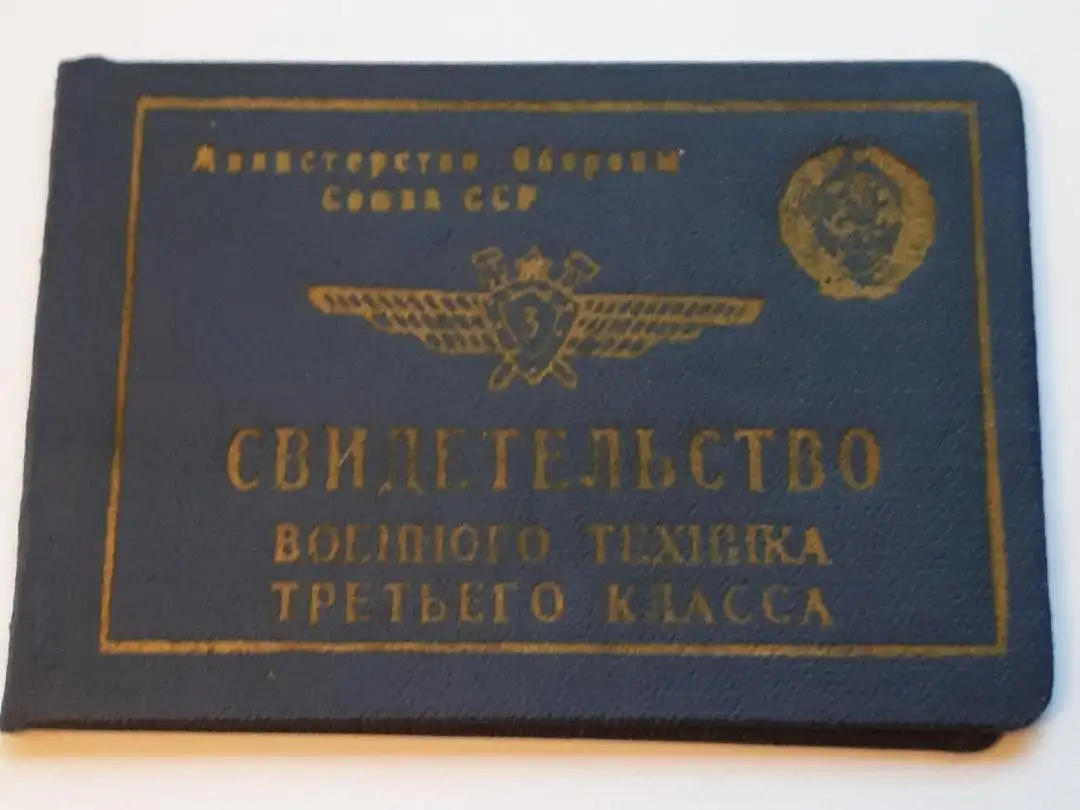 Министерство Обороны
Союза ССР
3
СВИДЕТЕЛЬСТВО
ВОЕННОГО ТЕХНИКА
ТРЕТЬЕГО КЛАССА